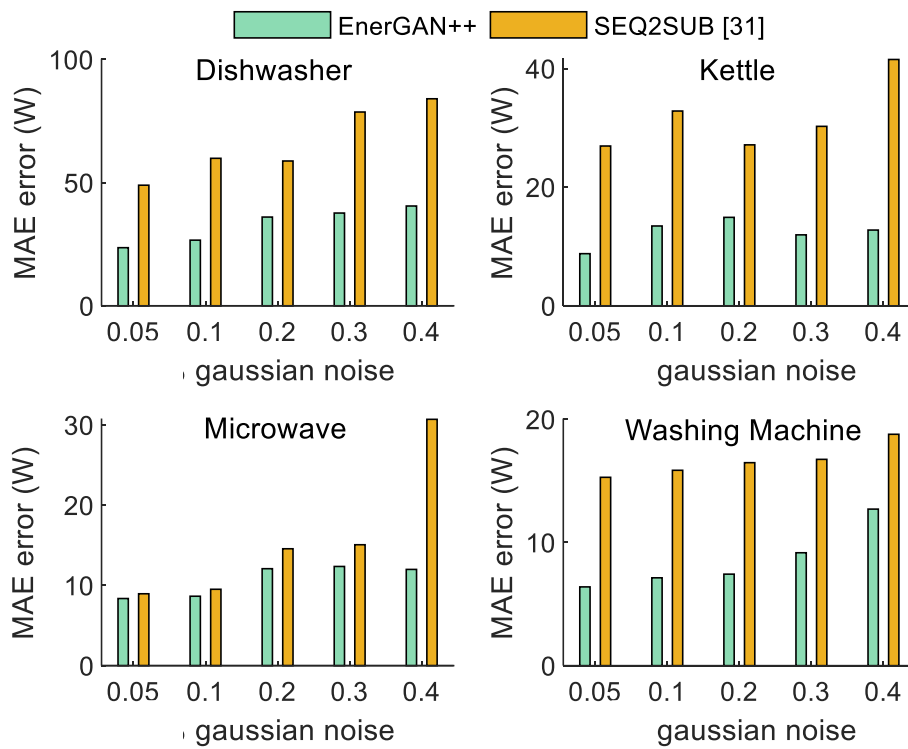 EnerGAN++ SEQ2SUB [31]
Dishwasher
MAE error (W)
100
50
0
0.05 0.1 0.2 0.3 0.4
gaussian noise
Kettle
MAE error (W)
40
20
0
0.05 0.1 0.2 0.3 0.4
gaussian noise
Microwave
MAE error (W)
30
20
10
0
0.05 0.1 0.2 0.3 0.4
gaussian noise
Washing Machine
MAE error (W)
20
10
0
0.05 0.1 0.2 0.3 0.4
gaussian noise